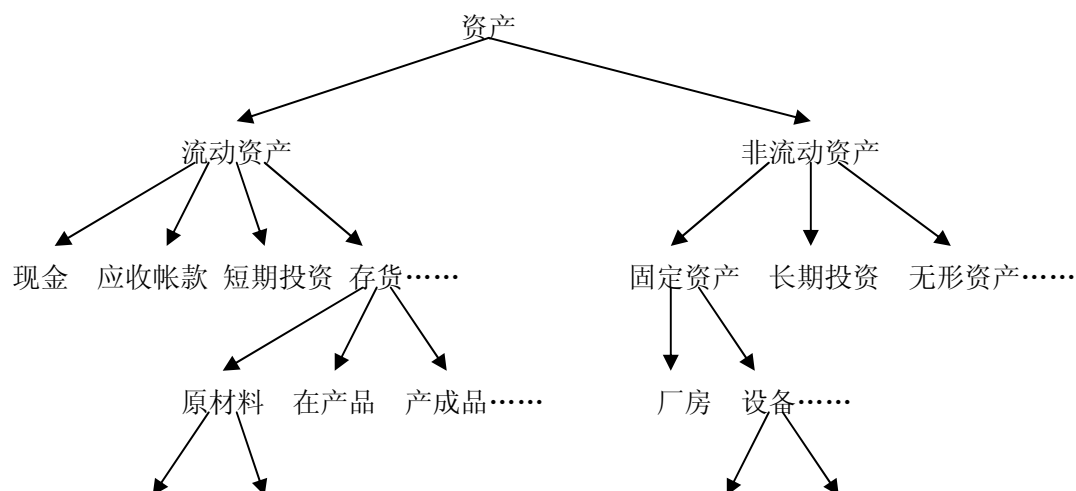 资产
流动资产 非流动资产
现金 应收帐款 短期投资 存货…… 固定资产 长期投资 无形资产……
原材料 在产品 产成品…… 厂房 设备……